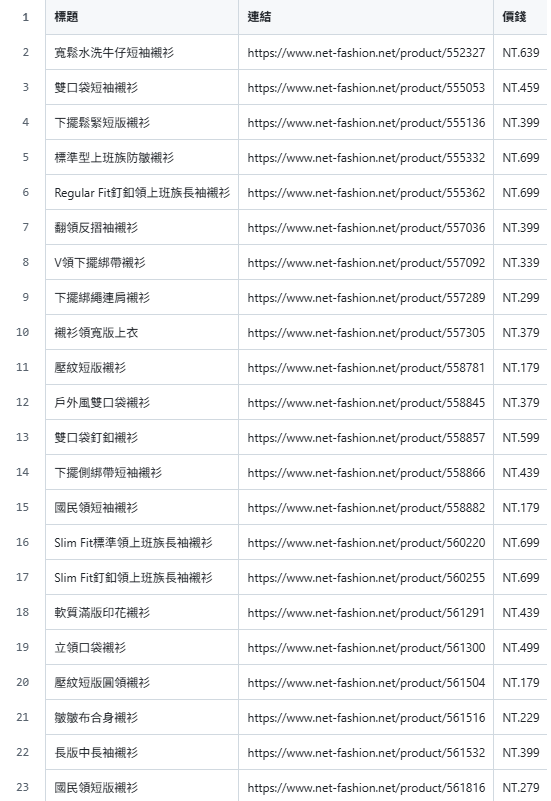 1 標題 連結 價錢
2 寬鬆水洗牛仔短袖襯衫 https://www.net-fashion.net/product/552327 NT.639
3 雙口袋短袖襯衫 https://www.net-fashion.net/product/555053 NT.459
4 下擺鬆緊短版襯衫 https://www.net-fashion.net/product/555136 NT.399
5 標準型上班族防皺襯衫 https://www.net-fashion.net/product/555332 NT.699
6 Regular Fit釘釦領上班族長袖襯衫 https://www.net-fashion.net/product/555362 NT.699
7 翻領反摺袖襯衫 https://www.net-fashion.net/product/557036 NT.399
8 V領下擺綁帶襯衫 https://www.net-fashion.net/product/557092 NT.339
9 下擺綁繩連肩襯衫 https://www.net-fashion.net/product/557289 NT.299
10 襯衫領寬版上衣 https://www.net-fashion.net/product/557305 NT.379
11 壓紋短版襯衫 https://www.net-fashion.net/product/558781 NT.179
12 戶外風雙口袋襯衫 https://www.net-fashion.net/product/558845 NT.379
13 雙口袋釘釦襯衫 https://www.net-fashion.net/product/558857 NT.599
14 下擺側綁帶短袖襯衫 https://www.net-fashion.net/product/558866 NT.439
15 國民領短袖襯衫 https://www.net-fashion.net/product/558882 NT.179
16 Slim Fit標準領上班族長袖襯衫 https://www.net-fashion.net/product/560220 NT.699
17 Slim Fit釘釦領上班族長袖襯衫 https://www.net-fashion.net/product/560255 NT.699
18 軟質滿版印花襯衫 https://www.net-fashion.net/product/561291 NT.439
19 立領口袋襯衫 https://www.net-fashion.net/product/561300 NT.499
20 壓紋短版圓領襯衫 https://www.net-fashion.net/product/561504 NT.179
21 皺皺布合身襯衫 https://www.net-fashion.net/product/561516 NT.229
22 長版中長袖襯衫 https://www.net-fashion.net/product/561532 NT.399
23 國民領短版襯衫 https://www.net-fashion.net/product/561816 NT.279